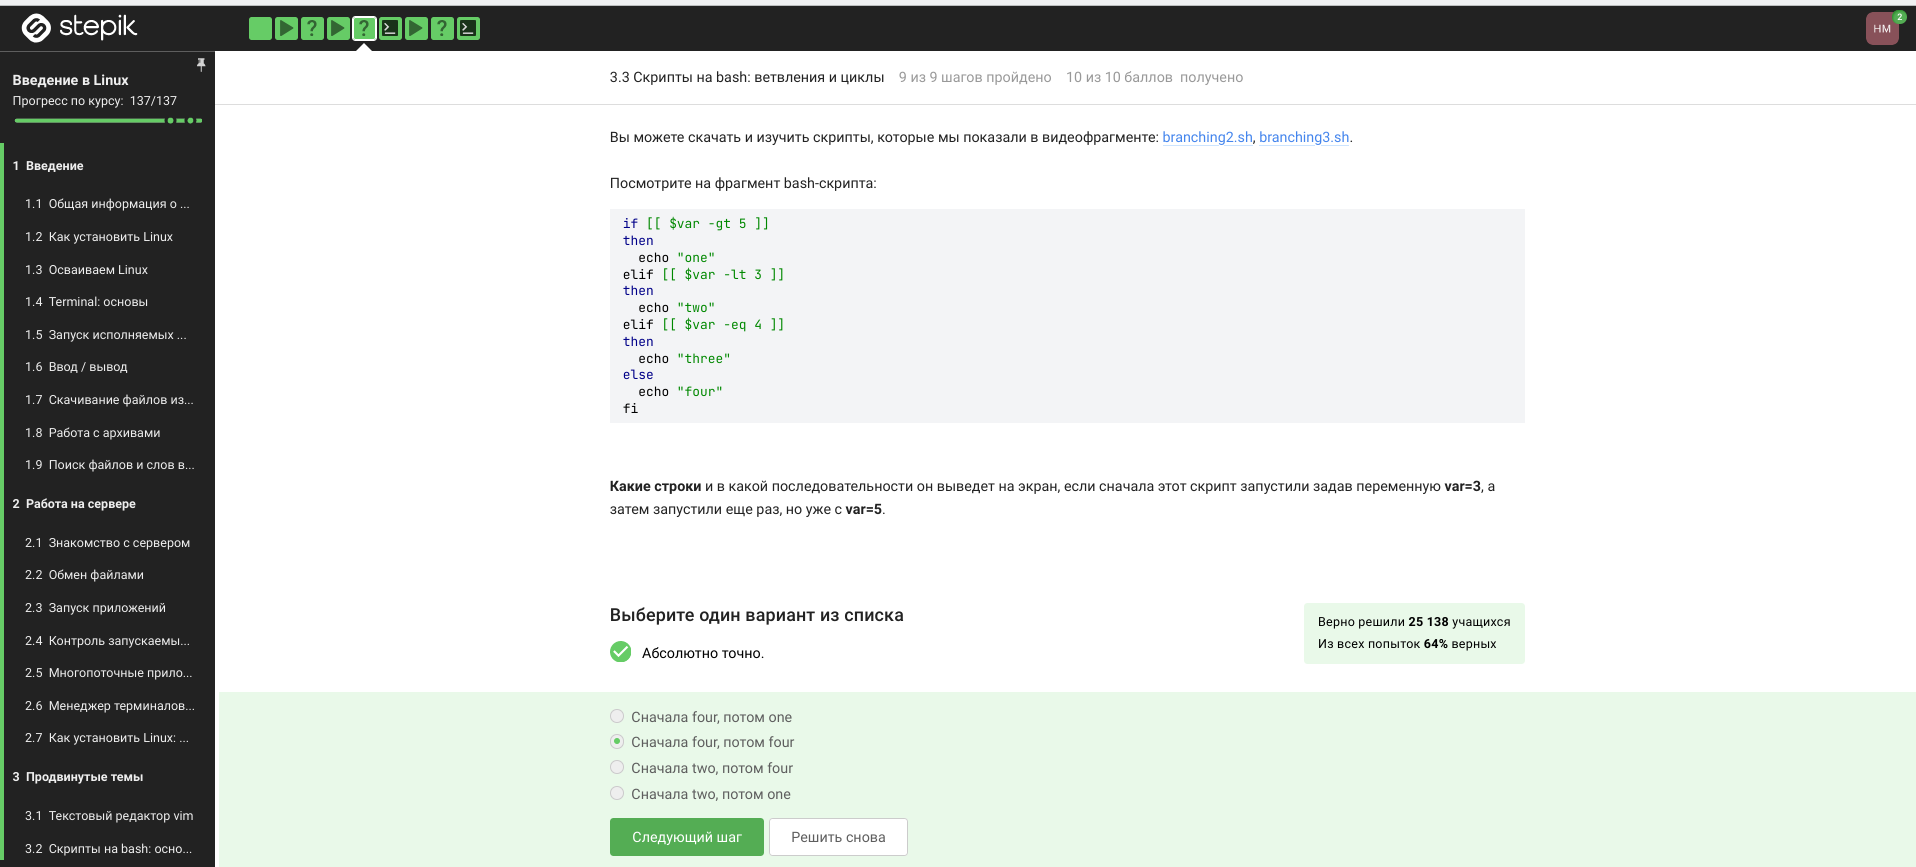 stepik
НМ
2
Введение в Linux
Прогресс по курсу: 137/137
1 Введение
1.1 Общая информация о ...
1.2 Как установить Linux
1.3 Осваиваем Linux
1.4 Terminal: основы
1.5 Запуск исполняемых ...
1.6 Ввод / вывод
1.7 Скачивание файлов из...
1.8 Работа с архивами
1.9 Поиск файлов и слов в...
2 Работа на сервере
2.1 Знакомство с сервером
2.2 Обмен файлами
2.3 Запуск приложений
2.4 Контроль запускаемы...
2.5 Многопоточные прило...
2.6 Менеджер терминалов...
2.7 Как установить Linux: ...
3 Продвинутые темы
3.1 Текстовый редактор vim
3.2 Скрипты на bash: осно...
3.3 Скрипты на bash: ветвления и циклы 9 из 9 шагов пройдено 10 из 10 баллов получено
Вы можете скачать и изучить скрипты, которые мы показали в видеофрагменте: branching2.sh, branching3.sh.
Посмотрите на фрагмент bash-скрипта:
if [[ $var -gt 5 ]]
then
  echo "one"
elif [[ $var -lt 3 ]]
then
  echo "two"
elif [[ $var -eq 4 ]]
then
  echo "three"
else
  echo "four"
fi
Какие строки и в какой последовательности он выведет на экран, если сначала этот скрипт запустили задав переменную var=3, а
затем запустили еще раз, но уже с var=5.
Выберите один вариант из списка
Абсолютно точно.
Верно решили 25 138 учащихся
Из всех попыток 64% верных
Сначала four, потом one
Сначала four, потом four
Сначала two, потом four
Сначала two, потом one
Следующий шаг
Решить снова